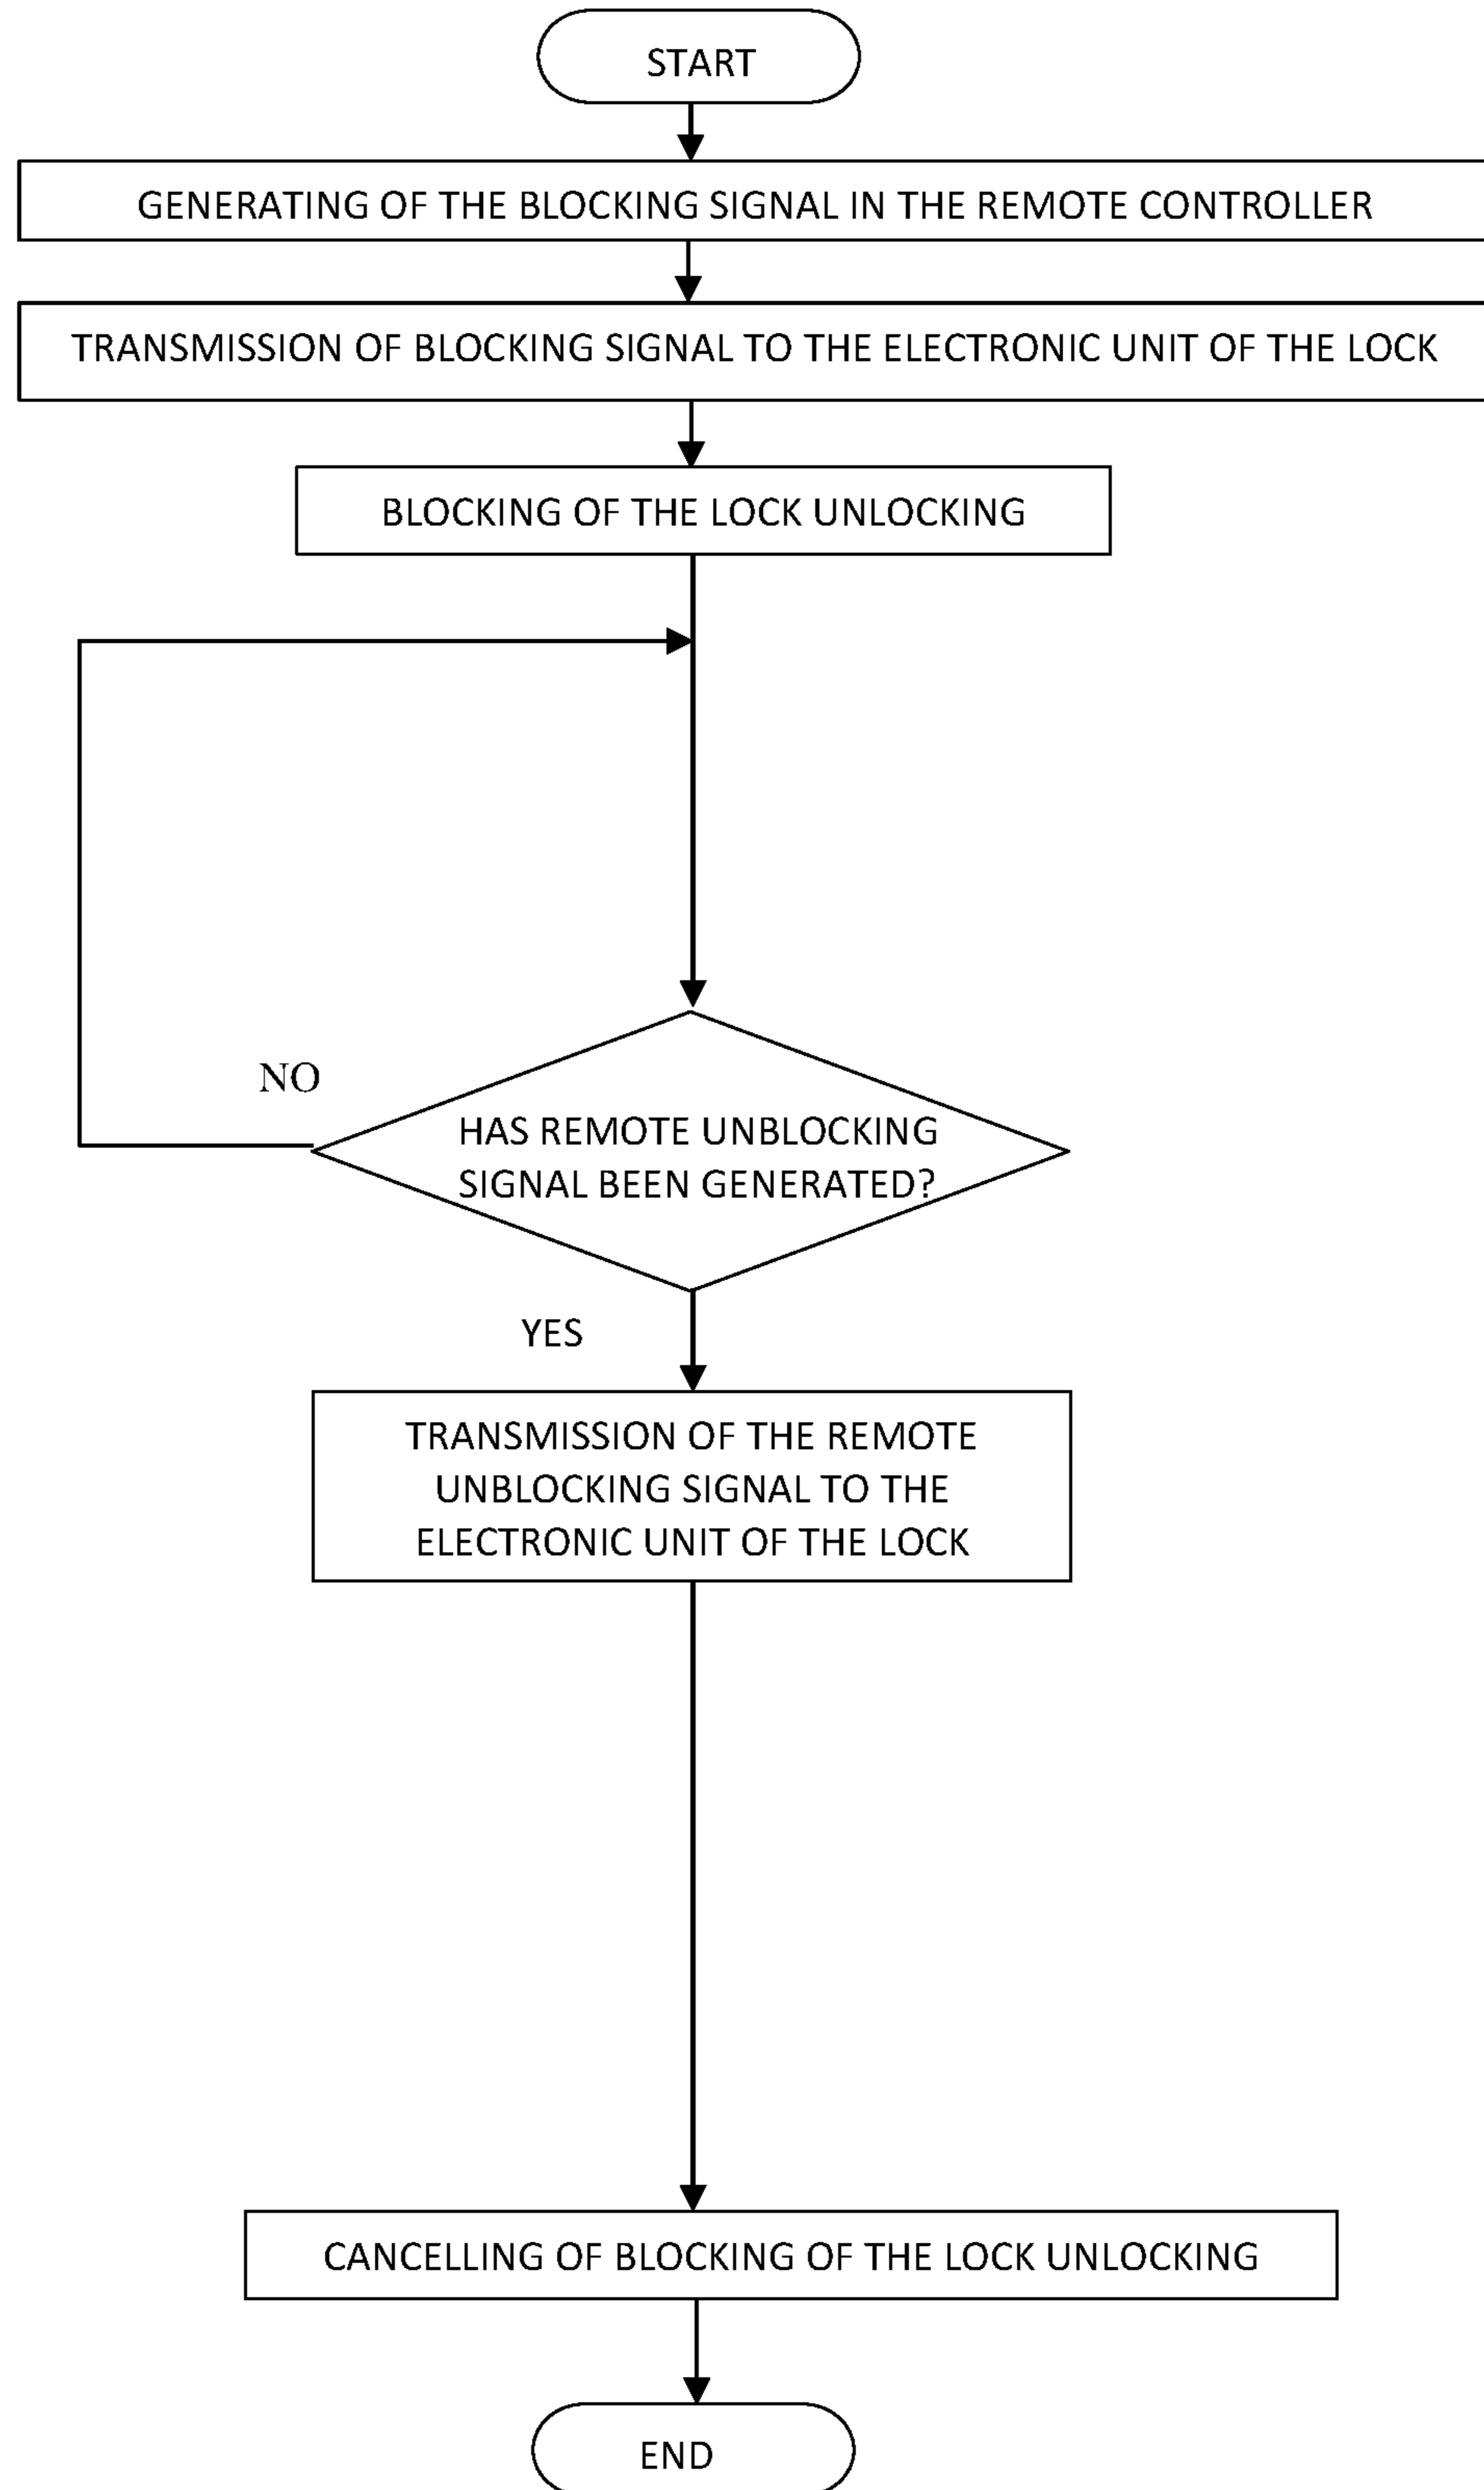 START
GENERATING OF THE BLOCKING SIGNAL IN THE REMOTE CONTROLLER
TRANSMISSION OF BLOCKING SIGNAL TO THE ELECTRONIC UNIT OF THE LOCK
BLOCKING OF THE LOCK UNLOCKING
NO
HAS REMOTE UNBLOCKING
SIGNAL BEEN GENERATED?
YES
TRANSMISSION OF THE REMOTE
UNBLOCKING SIGNAL TO THE
ELECTRONIC UNIT OF THE LOCK
CANCELLING OF BLOCKING OF THE LOCK UNLOCKING
END